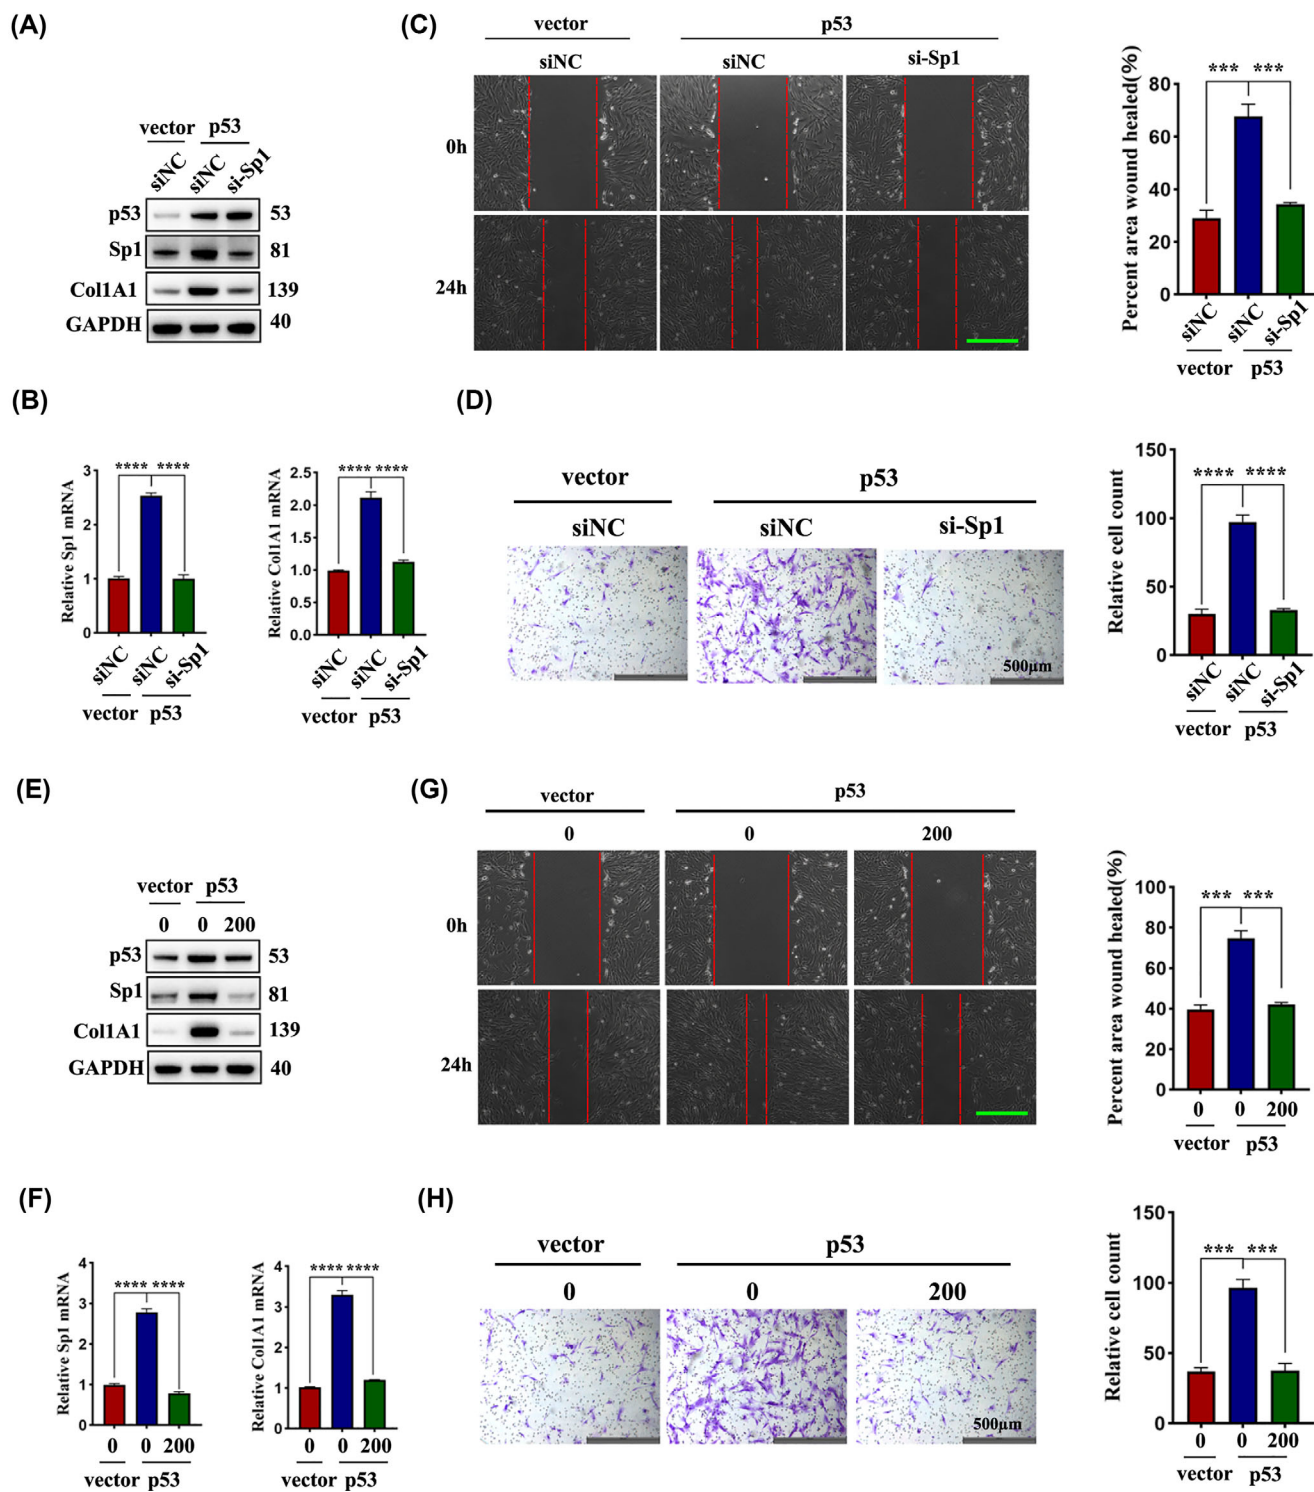 (A)
vector p53
siNC siNC si-Sp1
p53 53
Sp1 81
Col1A1 139
GAPDH 40
(B)
Relative Sp1 mRNA
3
2
1
0
**** ****
siNC siNC si-Sp1
vector p53
Relative Col1A1 mRNA
2.5
2.0
1.5
1.0
0.5
0.0
**** ****
siNC siNC si-Sp1
vector p53
(C)
vector p53
siNC siNC si-Sp1
0h
24h
Percent area wound healed(%)
80
60
40
20
0
*** ***
siNC siNC si-Sp1
vector p53
(D)
vector p53
siNC siNC si-Sp1
500μm
Relative cell count
150
100
50
0
**** ****
siNC siNC si-Sp1
vector p53
(E)
vector p53
0 0 200
p53 53
Sp1 81
Col1A1 139
GAPDH 40
(F)
Relative Sp1 mRNA
4
3
2
1
0
**** ****
0 0 200
vector p53
Relative Col1A1 mRNA
4
3
2
1
0
**** ****
0 0 200
vector p53
(G)
vector p53
0 0 200
0h
24h
Percent area wound healed(%)
100
80
60
40
20
0
*** ***
0 0 200
vector p53
(H)
vector p53
0 0 200
500μm
Relative cell count
150
100
50
0
*** ***
0 0 200
vector p53